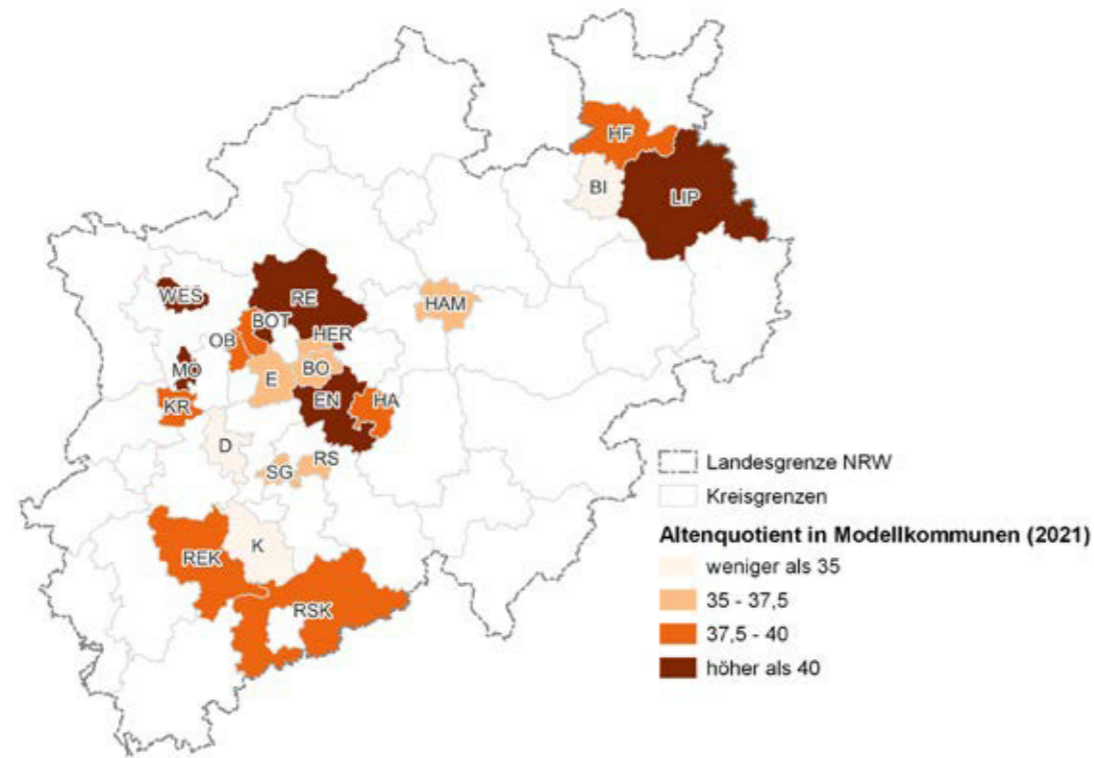 HF
BI
LIP
WES
RE
HAM
BOT
OB
HER
MO
E
BO
KR
EN
HA
D
SG
RS
K
REK
RSK
Landesgrenze NRW
Kreisgrenzen
Altenquotient in Modellkommunen (2021)
weniger als 35
35 - 37,5
37,5 - 40
höher als 40